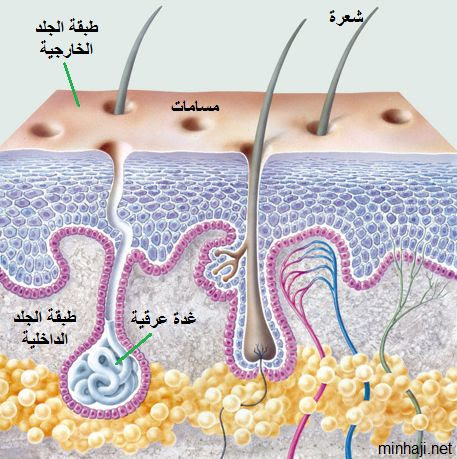 شعرة
طبقة الجلد
الخارجية
مسامات
طبقة الجلد
الداخلية
غدة عرقية
minhaji.net